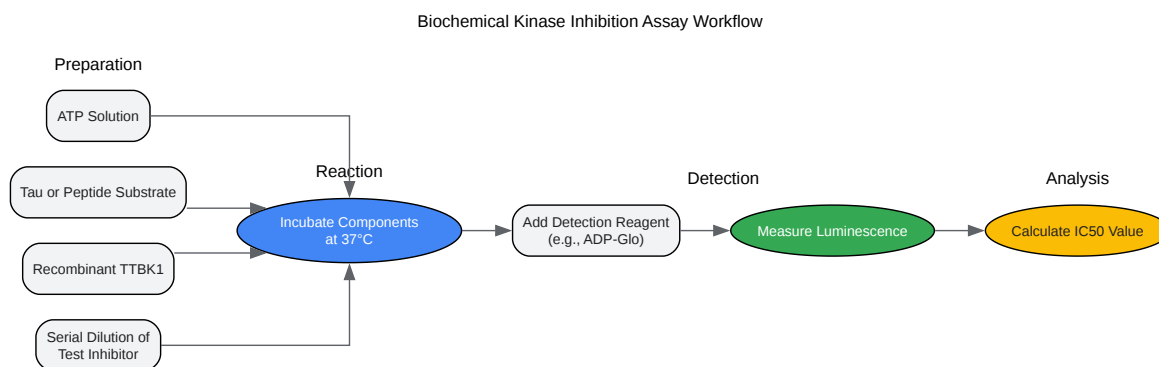 Biochemical Kinase Inhibition Assay Workflow
Preparation
ATP Solution
Tau or Peptide Substrate
Recombinant TTBK1
Serial Dilution of
Test Inhibitor
Reaction
Incubate Components
at 37°C
Detection
Add Detection Reagent
(e.g., ADP-Glo)
Measure Luminescence
Analysis
Calculate IC50 Value